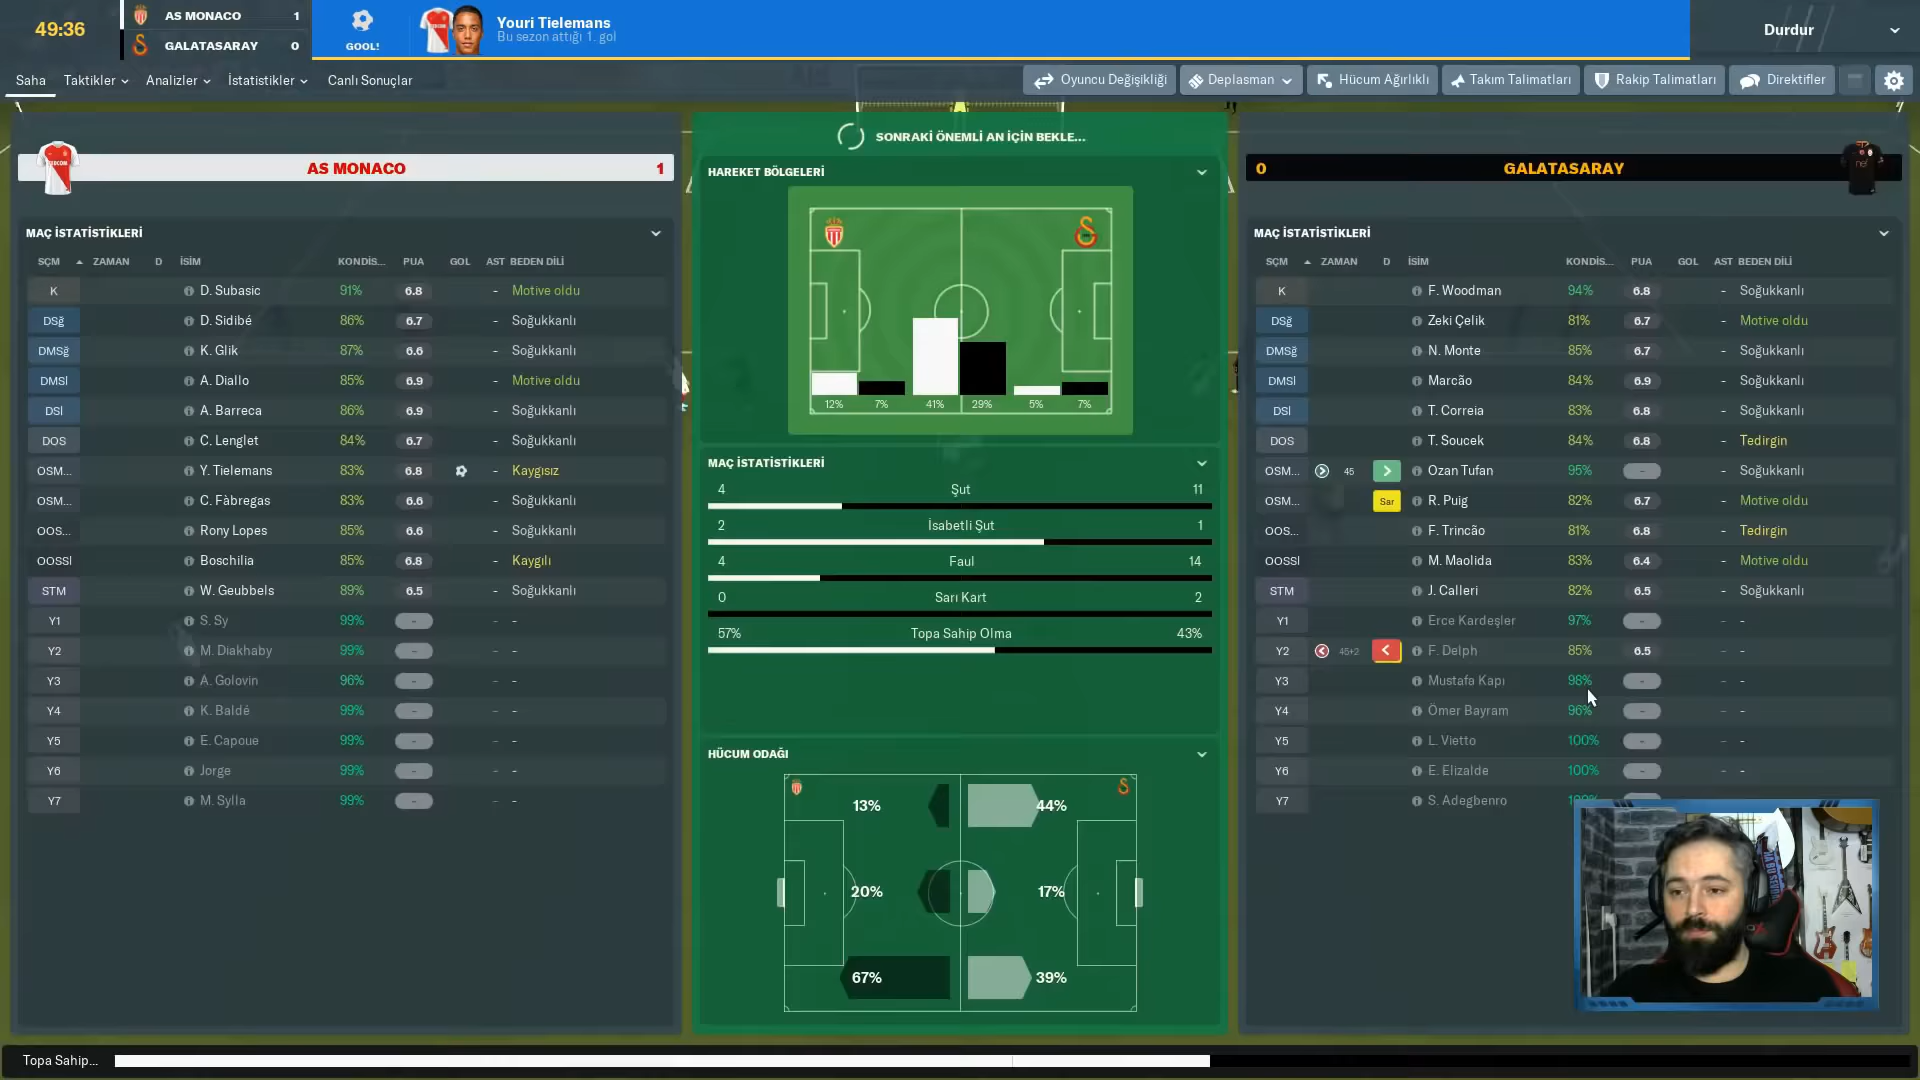 49:36
AS MONACO 1
GALATASARAY 0
GOOL!
Youri Tielemans
Bu sezon attığı 1. gol
Durdur
Saha Taktikler Analizler İstatistikler Canlı Sonuçlar
Oyuncu Değişikliği Deplasman Hücum Ağırlıklı Takım Talimatları Rakip Talimatları Direktifler
AS MONACO 1
MAÇ İSTATİSTİKLERİ
SÇM ZAMAN D İSİM KONDİS... PUA GOL AST BEDEN DİLİ
K D. Subasic 91% 6.8 - Motive oldu
DSğ D. Sidibé 86% 6.7 - Soğukkanlı
DMSğ K. Glik 87% 6.6 - Soğukkanlı
DMSl A. Diallo 85% 6.9 - Motive oldu
DSl A. Barreca 86% 6.9 - Soğukkanlı
DOS C. Lenglet 84% 6.7 - Soğukkanlı
OSM... Y. Tielemans 83% 6.8 - Kaygısız
OSM... C. Fàbregas 83% 6.6 - Soğukkanlı
OOS... Rony Lopes 85% 6.6 - Soğukkanlı
OOSSl Boschilia 85% 6.8 - Kaygılı
STM W. Geubbels 89% 6.5 - Soğukkanlı
Y1 S. Sy 99% - - -
Y2 M. Diakhaby 99% - - -
Y3 A. Golovin 96% - - -
Y4 K. Baldé 99% - - -
Y5 E. Capoue 99% - - -
Y6 Jorge 99% - - -
Y7 M. Sylla 99% - - -
SONRAKİ ÖNEMLİ AN İÇİN BEKLE...
HAREKET BÖLGELERİ
12% 7% 41% 29% 5% 7%
MAÇ İSTATİSTİKLERİ
4 Şut 11
2 İsabetli Şut 1
4 Faul 14
0 Sarı Kart 2
57% Topa Sahip Olma 43%
HÜCUM ODAĞI
13% 44%
20% 17%
67% 39%
0 GALATASARAY
MAÇ İSTATİSTİKLERİ
SÇM ZAMAN D İSİM KONDİS... PUA GOL AST BEDEN DİLİ
K F. Woodman 94% 6.8 - Soğukkanlı
DSğ Zeki Çelik 81% 6.7 - Motive oldu
DMSğ N. Monte 85% 6.7 - Soğukkanlı
DMSl Marcão 84% 6.9 - Soğukkanlı
DSl T. Correia 83% 6.8 - Soğukkanlı
DOS T. Soucek 84% 6.8 - Tedirgin
OSM... 45 Ozan Tufan 95% - - Soğukkanlı
OSM... Sar R. Puig 82% 6.7 - Motive oldu
OOS... F. Trincão 81% 6.8 - Tedirgin
OOSSl M. Maolida 83% 6.4 - Motive oldu
STM J. Calleri 82% 6.5 - Soğukkanlı
Y1 Erce Kardeşler 97% - - -
Y2 45+2 F. Delph 85% 6.5 - -
Y3 Mustafa Kapı 98% - - -
Y4 Ömer Bayram 96% - - -
Y5 L. Vietto 100% - - -
Y6 E. Elizalde 100% - - -
Y7 S. Adegbenro 100% - - -
Topa Sahip...